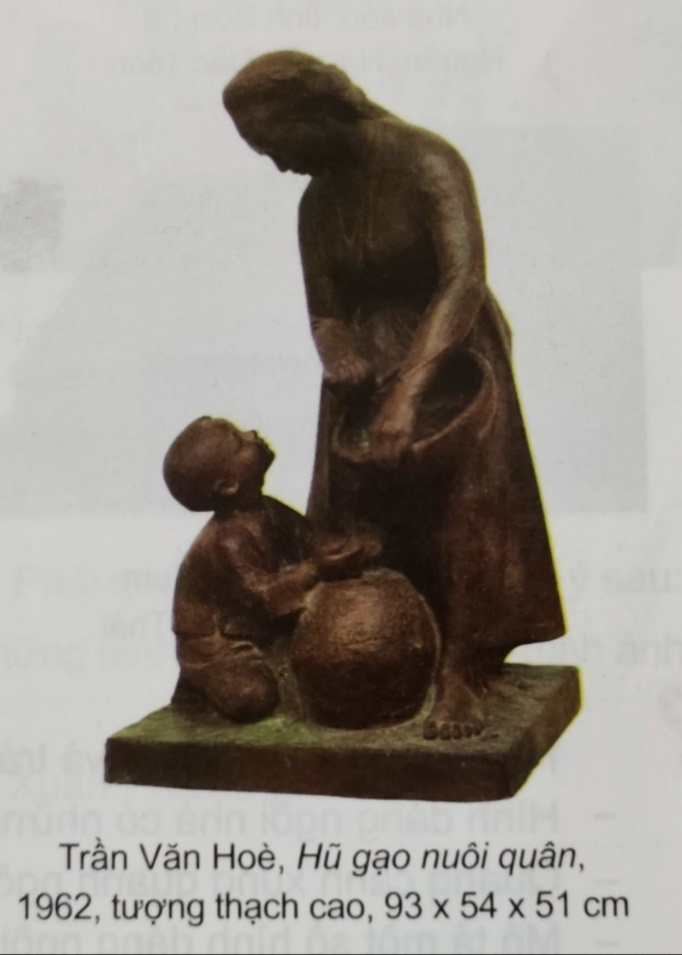 Trần Văn Hoè, Hũ gạo nuôi quân,
1962, tượng thạch cao, 93 x 54 x 51 cm